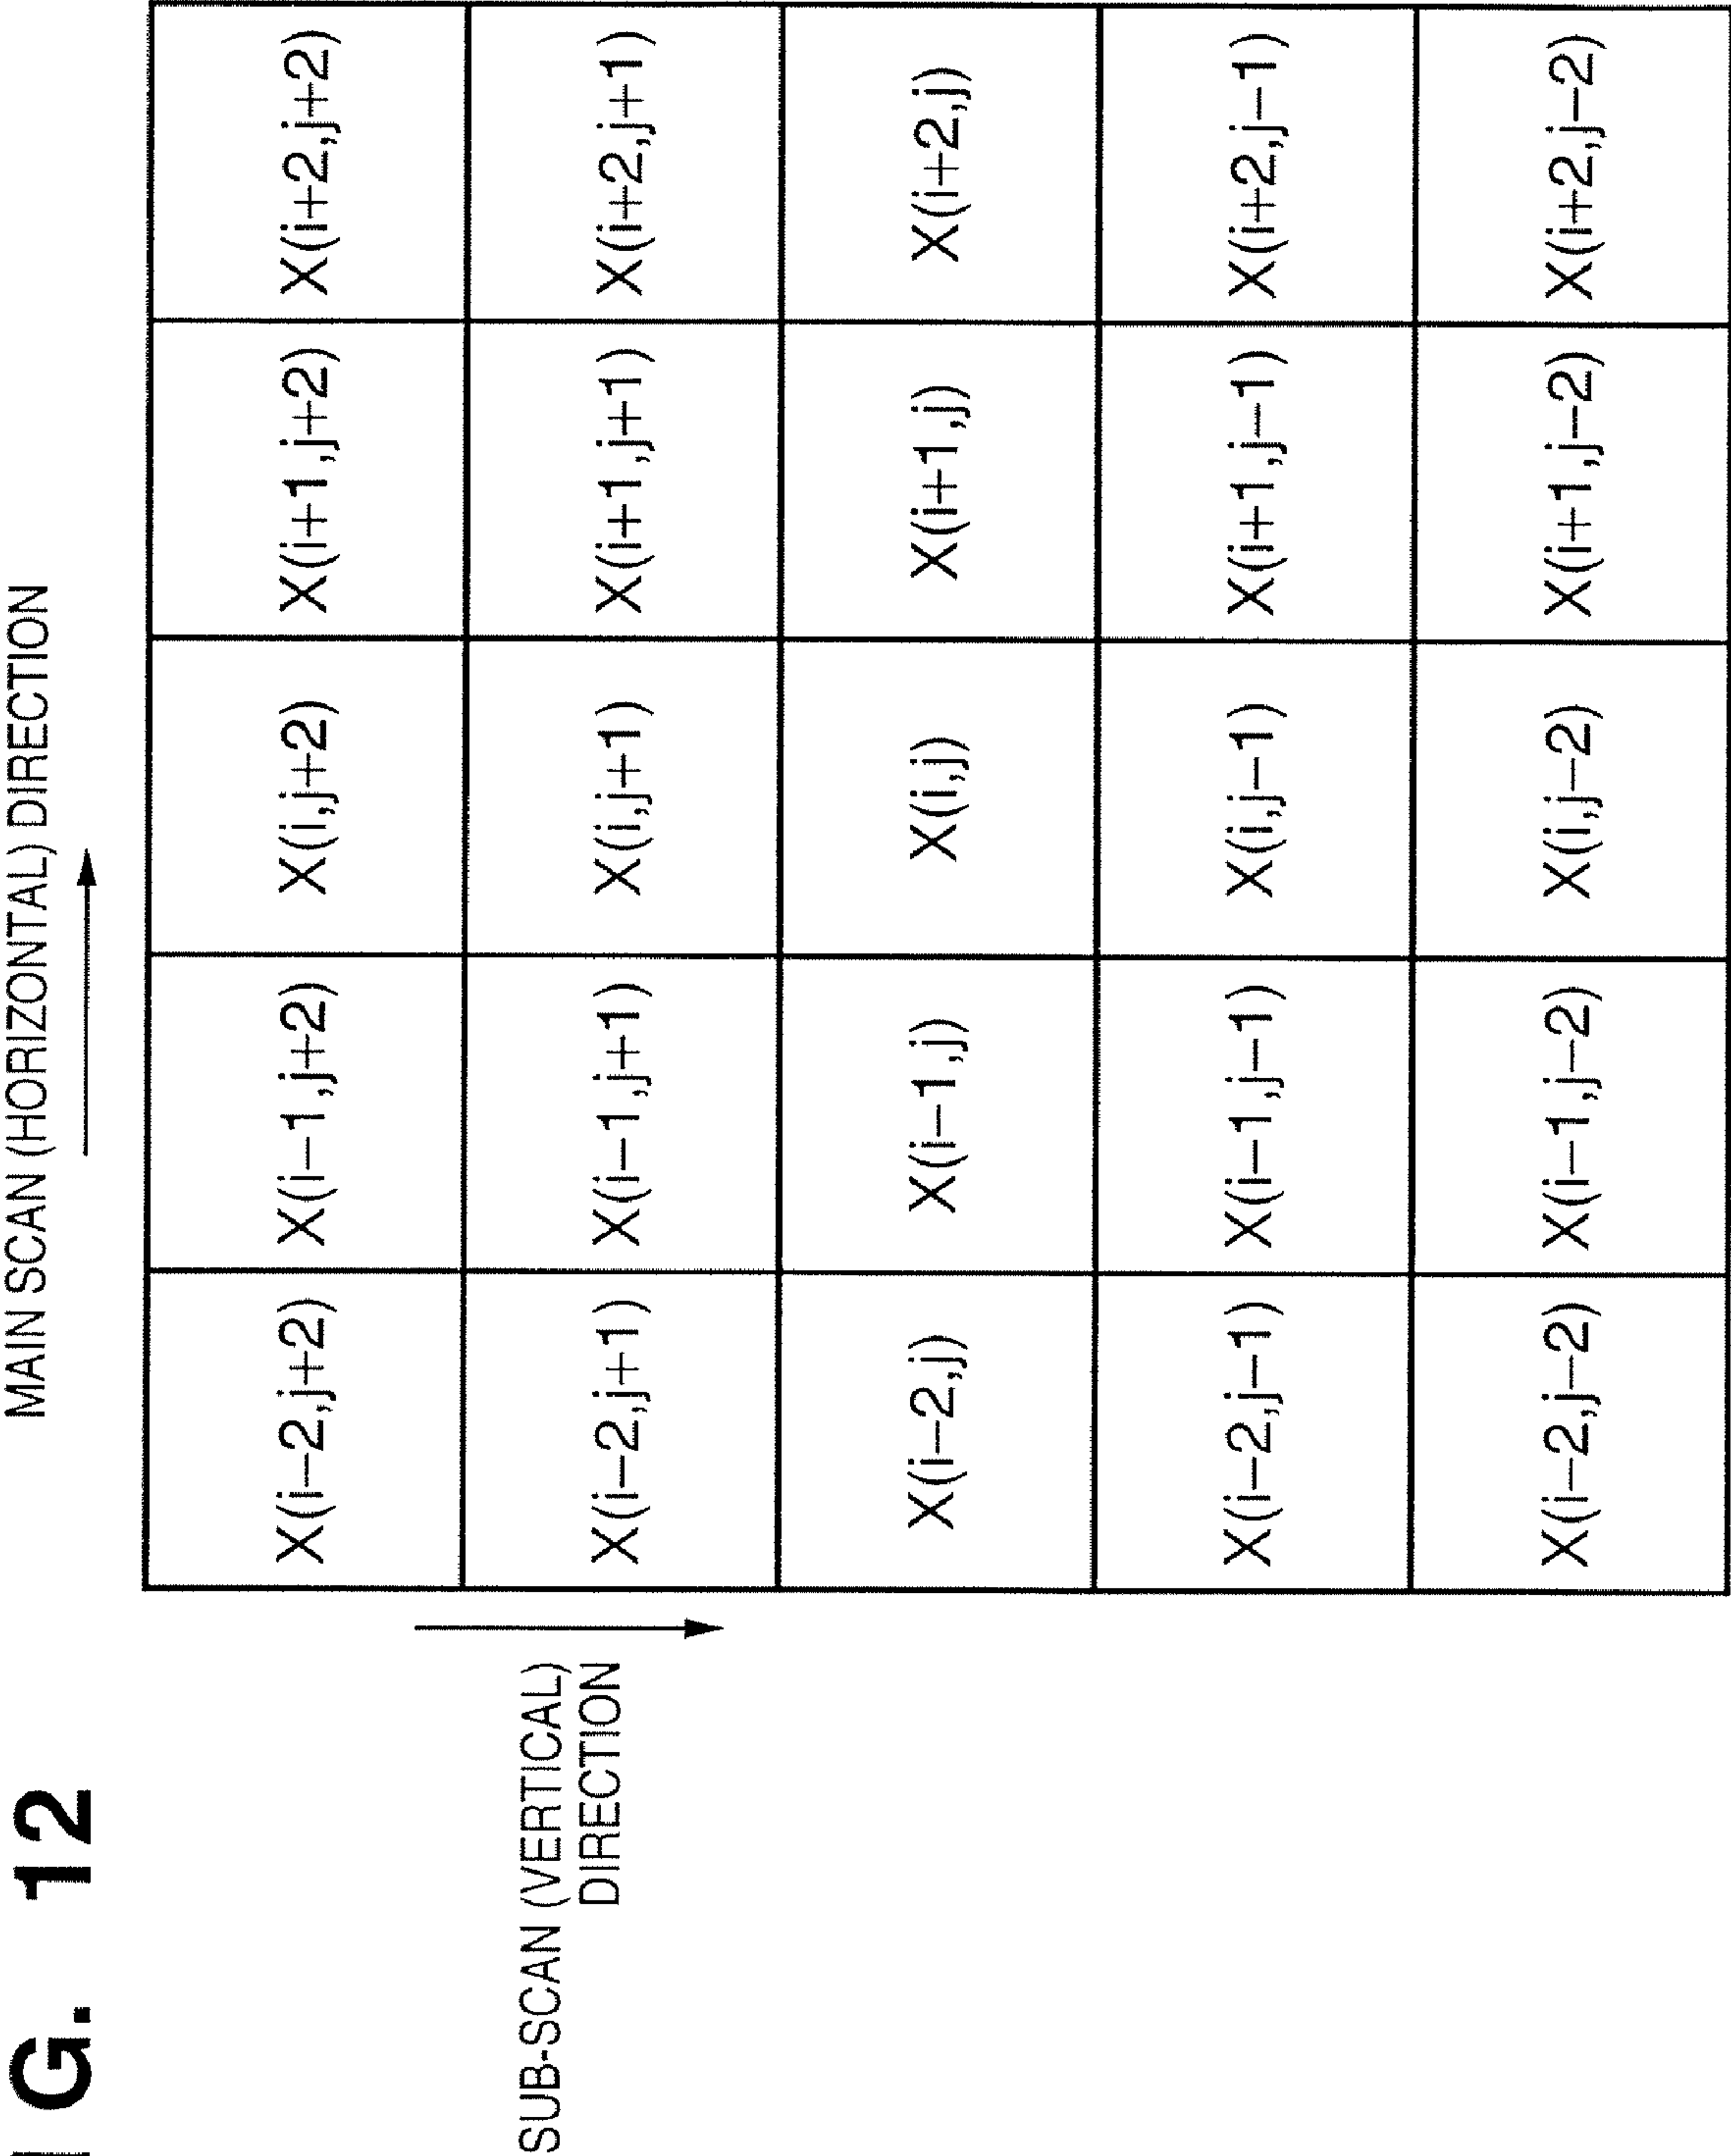 G. 12
MAIN SCAN (HORIZONTAL) DIRECTION
SUB-SCAN (VERTICAL)
DIRECTION
X(i−2,j+2) X(i−1,j+2) X(i,j+2) X(i+1,j+2) X(i+2,j+2)
X(i−2,j+1) X(i−1,j+1) X(i,j+1) X(i+1,j+1) X(i+2,j+1)
X(i−2,j) X(i−1,j) X(i,j) X(i+1,j) X(i+2,j)
X(i−2,j−1) X(i−1,j−1) X(i,j−1) X(i+1,j−1) X(i+2,j−1)
X(i−2,j−2) X(i−1,j−2) X(i,j−2) X(i+1,j−2) X(i+2,j−2)